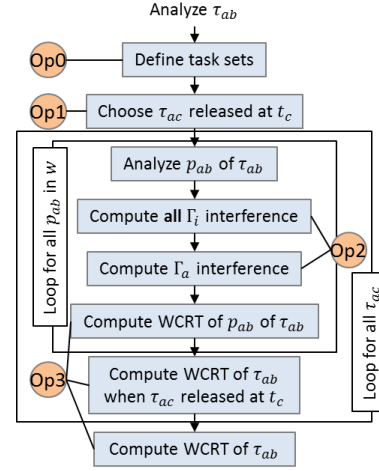 Analyze τ_ab
Op0
Define task sets
Op1
Choose τ_ac released at t_c
Loop for all p_ab in w
Analyze p_ab of τ_ab
Compute all Γ_i interference
Op2
Compute Γ_a interference
Loop for all τ_ac
Compute WCRT of p_ab of τ_ab
Op3
Compute WCRT of τ_ab
when τ_ac released at t_c
Compute WCRT of τ_ab